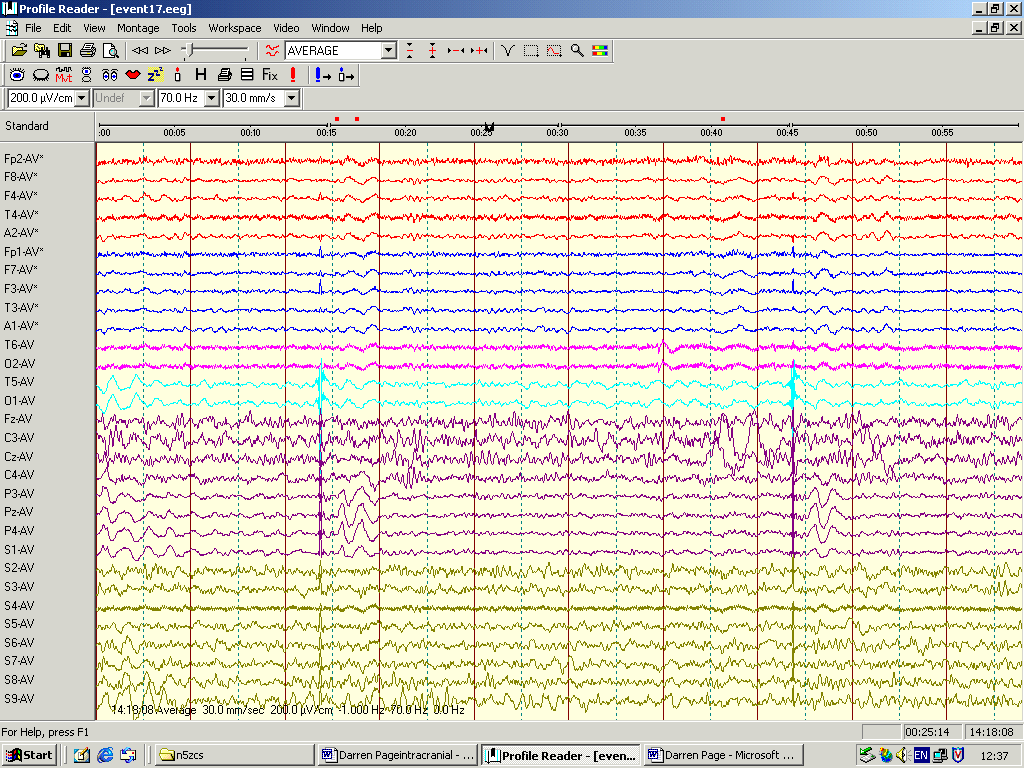 Profile Reader - [event17.eeg]
File Edit View Montage Tools Workspace Video Window Help
AVERAGE
Mut zzz H Fix
200.0 µV/cm Undef 70.0 Hz 30.0 mm/s
Standard
:00 00:05 00:10 00:15 00:20 00:25 00:30 00:35 00:40 00:45 00:50 00:55
Fp2-AV*
F8-AV*
F4-AV*
T4-AV*
A2-AV*
Fp1-AV*
F7-AV*
F3-AV*
T3-AV*
A1-AV*
T6-AV
O2-AV
T5-AV
O1-AV
Fz-AV
C3-AV
Cz-AV
C4-AV
P3-AV
Pz-AV
P4-AV
S1-AV
S2-AV
S3-AV
S4-AV
S5-AV
S6-AV
S7-AV
S8-AV
S9-AV
14:18:08 Average 30.0 mm/sec 200.0 µV/cm -1.000 Hz 70.0 Hz 0.0 Hz
For Help, press F1 00:25:14 14:18:08
Start n5zcs Darren Pageintracranial - ... Profile Reader - [even... Darren Page - Microsoft ... EN 12:37